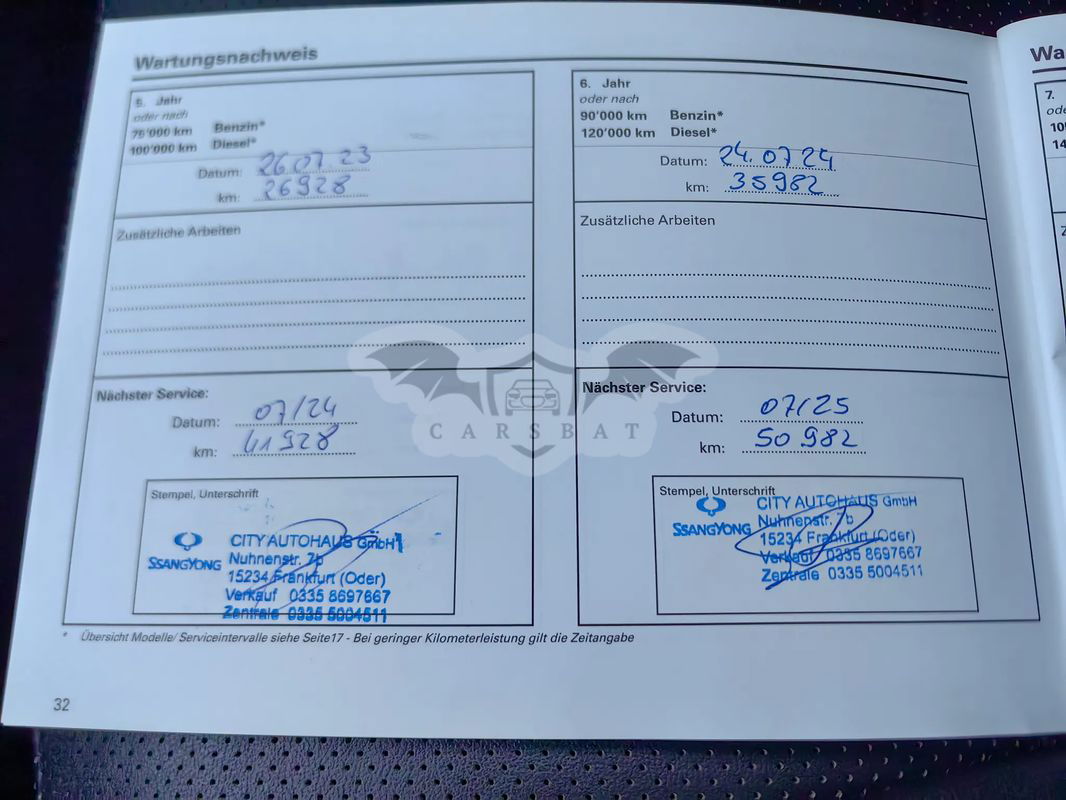 Wartungsnachweis
5. Jahr
oder nach
75'000 km Benzin*
100'000 km Diesel*
Datum: 26.07.23
km: 26928
Zusätzliche Arbeiten
Nächster Service:
Datum: 07/24
km: 41928
Stempel, Unterschrift
SSANGYONG
CITY AUTOHAUS GmbH
Nuhnenstr. 7b
15234 Frankfurt (Oder)
Verkauf 0335 8697667
Zentrale 0335 5004511
6. Jahr
oder nach
90'000 km Benzin*
120'000 km Diesel*
Datum: 24.07.24
km: 35982
Zusätzliche Arbeiten
Nächster Service:
Datum: 07/25
km: 50982
Stempel, Unterschrift
SSANGYONG
CITY AUTOHAUS GmbH
Nuhnenstr. 7b
15234 Frankfurt (Oder)
Verkauf 0335 8697667
Zentrale 0335 5004511
* Übersicht Modelle/ Serviceintervalle siehe Seite17 - Bei geringer Kilometerleistung gilt die Zeitangabe
32
CARSBAT
Wa
7.